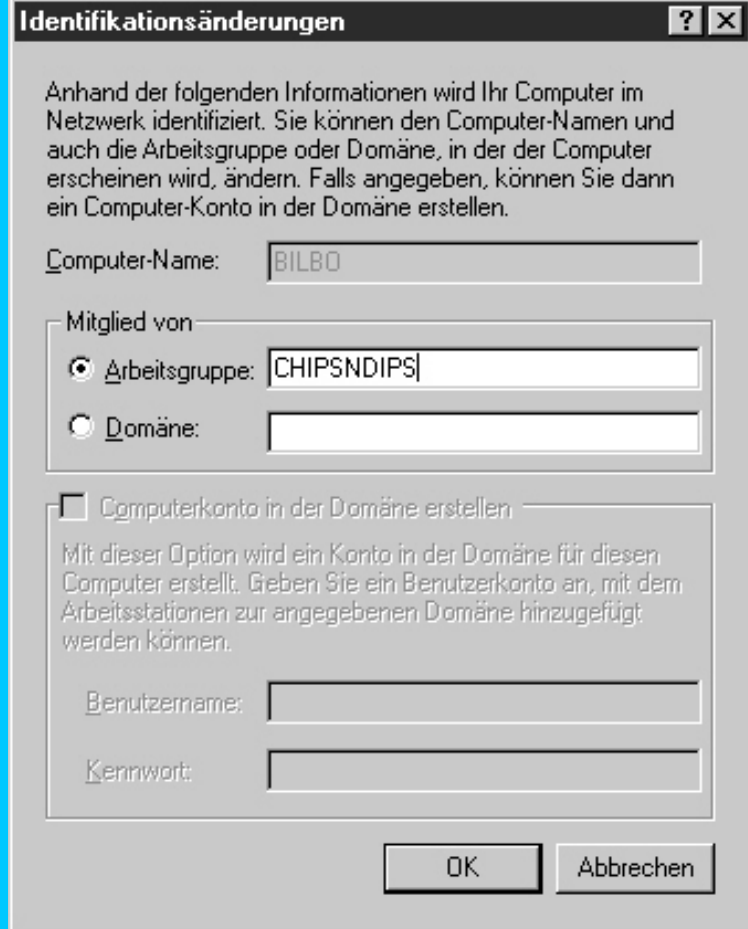 Identifikationsänderungen
Anhand der folgenden Informationen wird Ihr Computer im
Netzwerk identifiziert. Sie können den Computer-Namen und
auch die Arbeitsgruppe oder Domäne, in der der Computer
erscheinen wird, ändern. Falls angegeben, können Sie dann
ein Computer-Konto in der Domäne erstellen.
Computer-Name: BILBO
Mitglied von
Arbeitsgruppe: CHIPSNDIPS
Domäne:
Computerkonto in der Domäne erstellen
Mit dieser Option wird ein Konto in der Domäne für diesen
Computer erstellt. Geben Sie ein Benutzerkonto an, mit dem
Arbeitsstationen zur angegebenen Domäne hinzugefügt
werden können.
Benutzername:
Kennwort:
OK Abbrechen